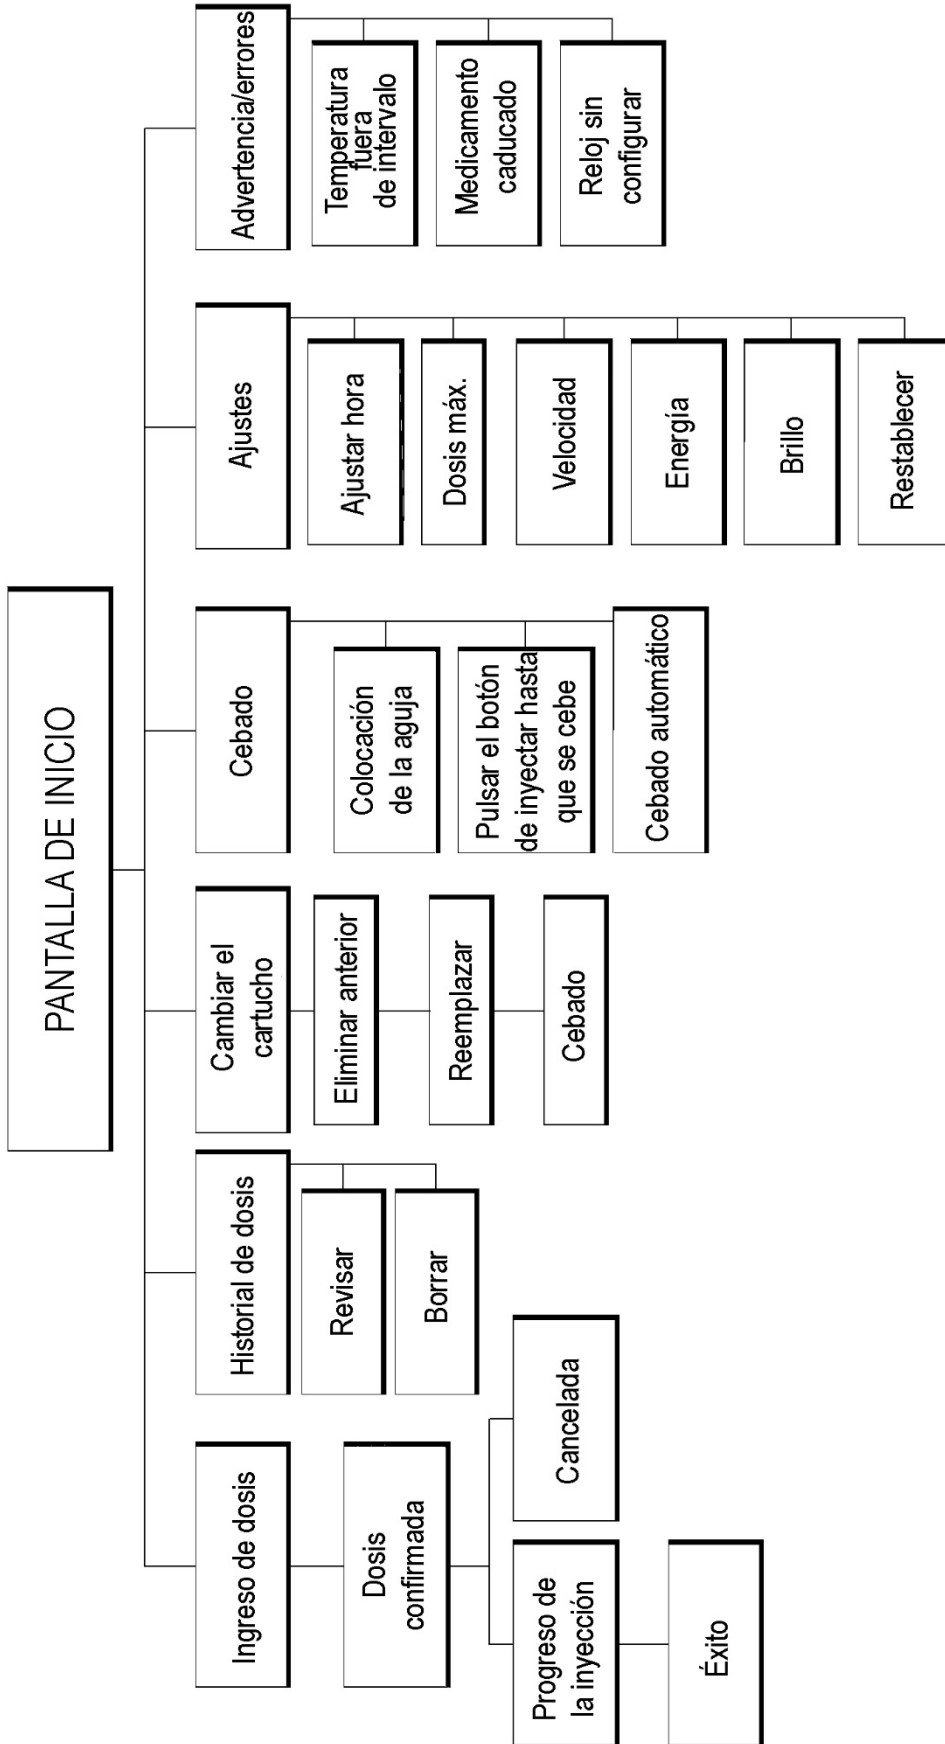 PANTALLA DE INICIO
Ingreso de dosis
Dosis
confirmada
Progreso de
la inyección
Éxito
Cancelada
Historial de dosis
Revisar
Borrar
Cambiar el
cartucho
Eliminar anterior
Reemplazar
Cebado
Cebado
Colocación
de la aguja
Pulsar el botón
de inyectar hasta
que se cebe
Cebado automático
Ajustes
Ajustar hora
Dosis máx.
Velocidad
Energía
Brillo
Restablecer
Advertencia/errores
Temperatura
fuera
de intervalo
Medicamento
caducado
Reloj sin
configurar